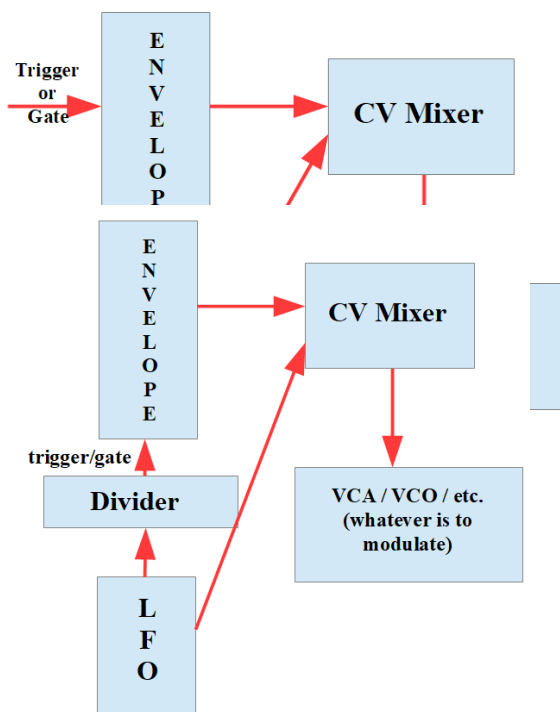 Trigger
or
Gate
E
N
V
E
L
O
P
CV Mixer
E
N
V
E
L
O
P
E
CV Mixer
trigger/gate
Divider
VCA / VCO / etc.
(whatever is to
modulate)
L
F
O